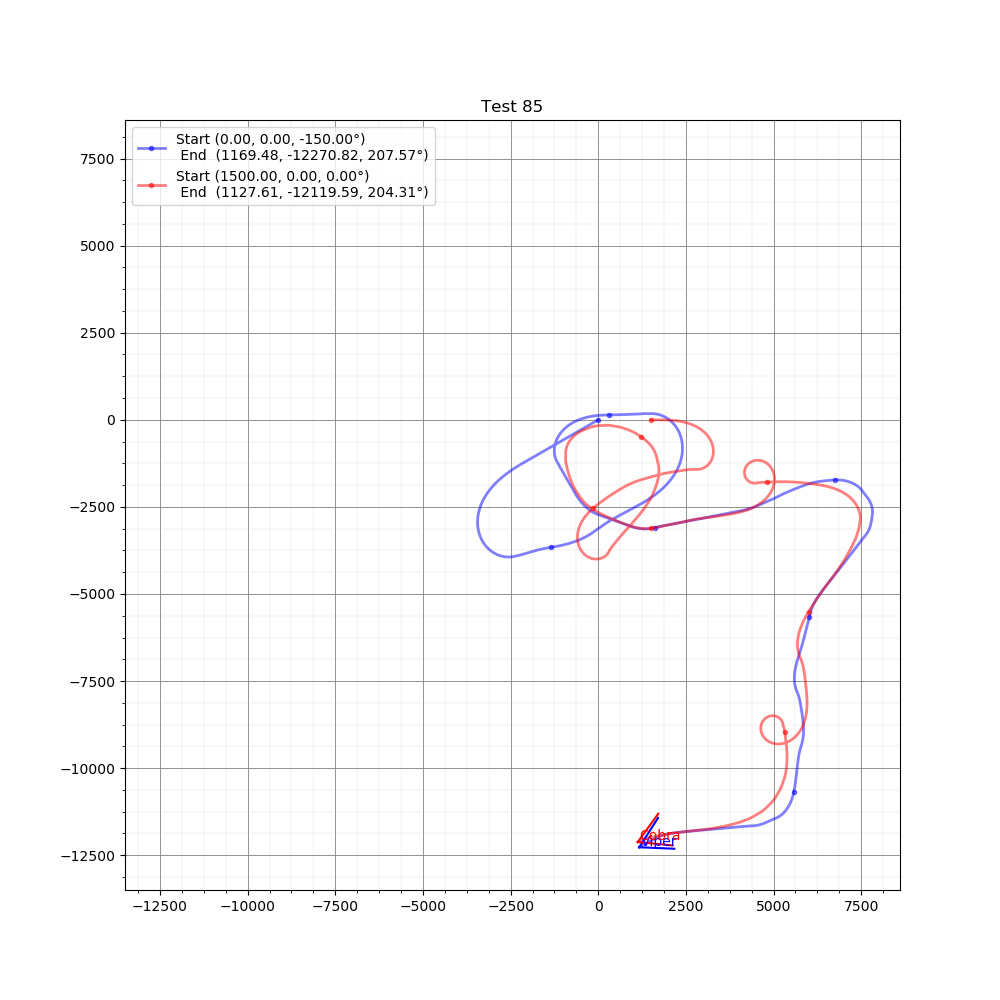 Test 85
Start (0.00, 0.00, -150.00°)
End (1169.48, -12270.82, 207.57°)
Start (1500.00, 0.00, 0.00°)
End (1127.61, -12119.59, 204.31°)
7500
5000
2500
0
−2500
−5000
−7500
−10000
−12500
Cobra
Viper
−12500 −10000 −7500 −5000 −2500 0 2500 5000 7500